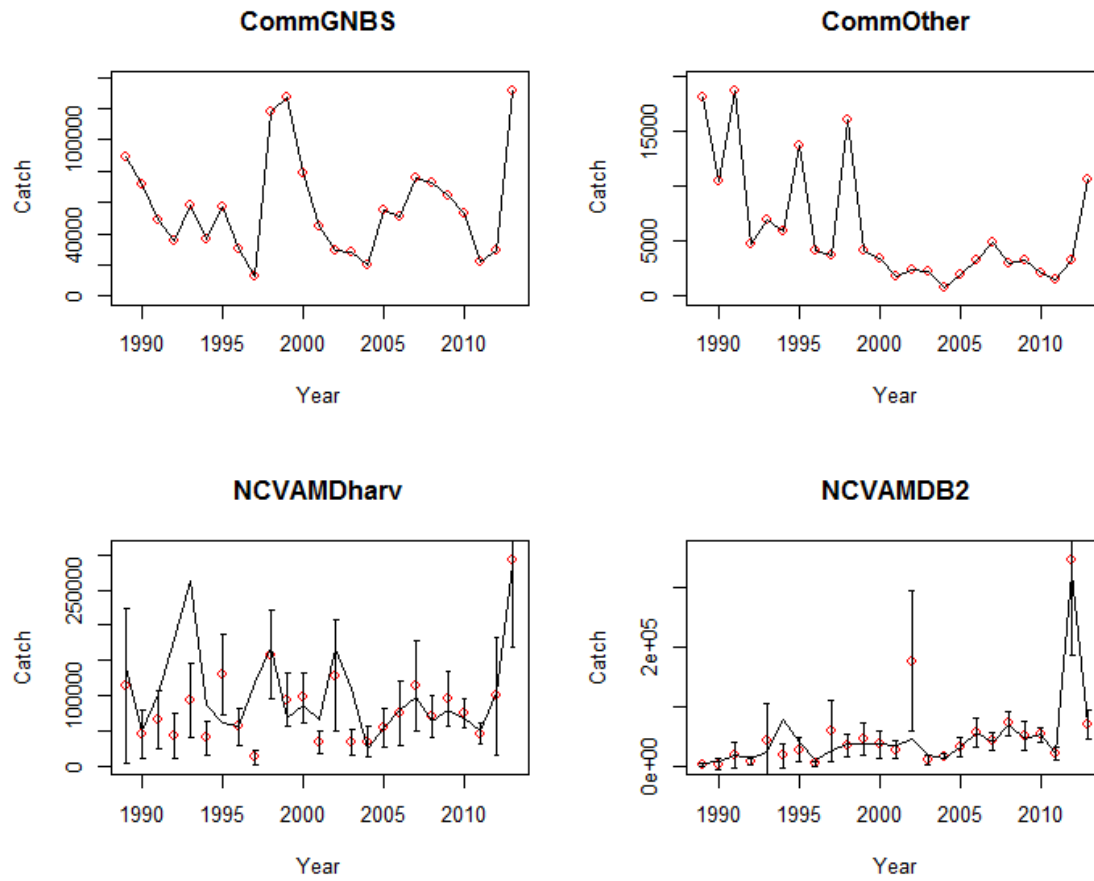 CommGNBS
Catch
0 40000 100000
1990 1995 2000 2005 2010
Year
CommOther
Catch
0 5000 15000
1990 1995 2000 2005 2010
Year
NCVAMDharv
Catch
0 100000 250000
1990 1995 2000 2005 2010
Year
NCVAMDB2
Catch
0e+00 2e+05
1990 1995 2000 2005 2010
Year